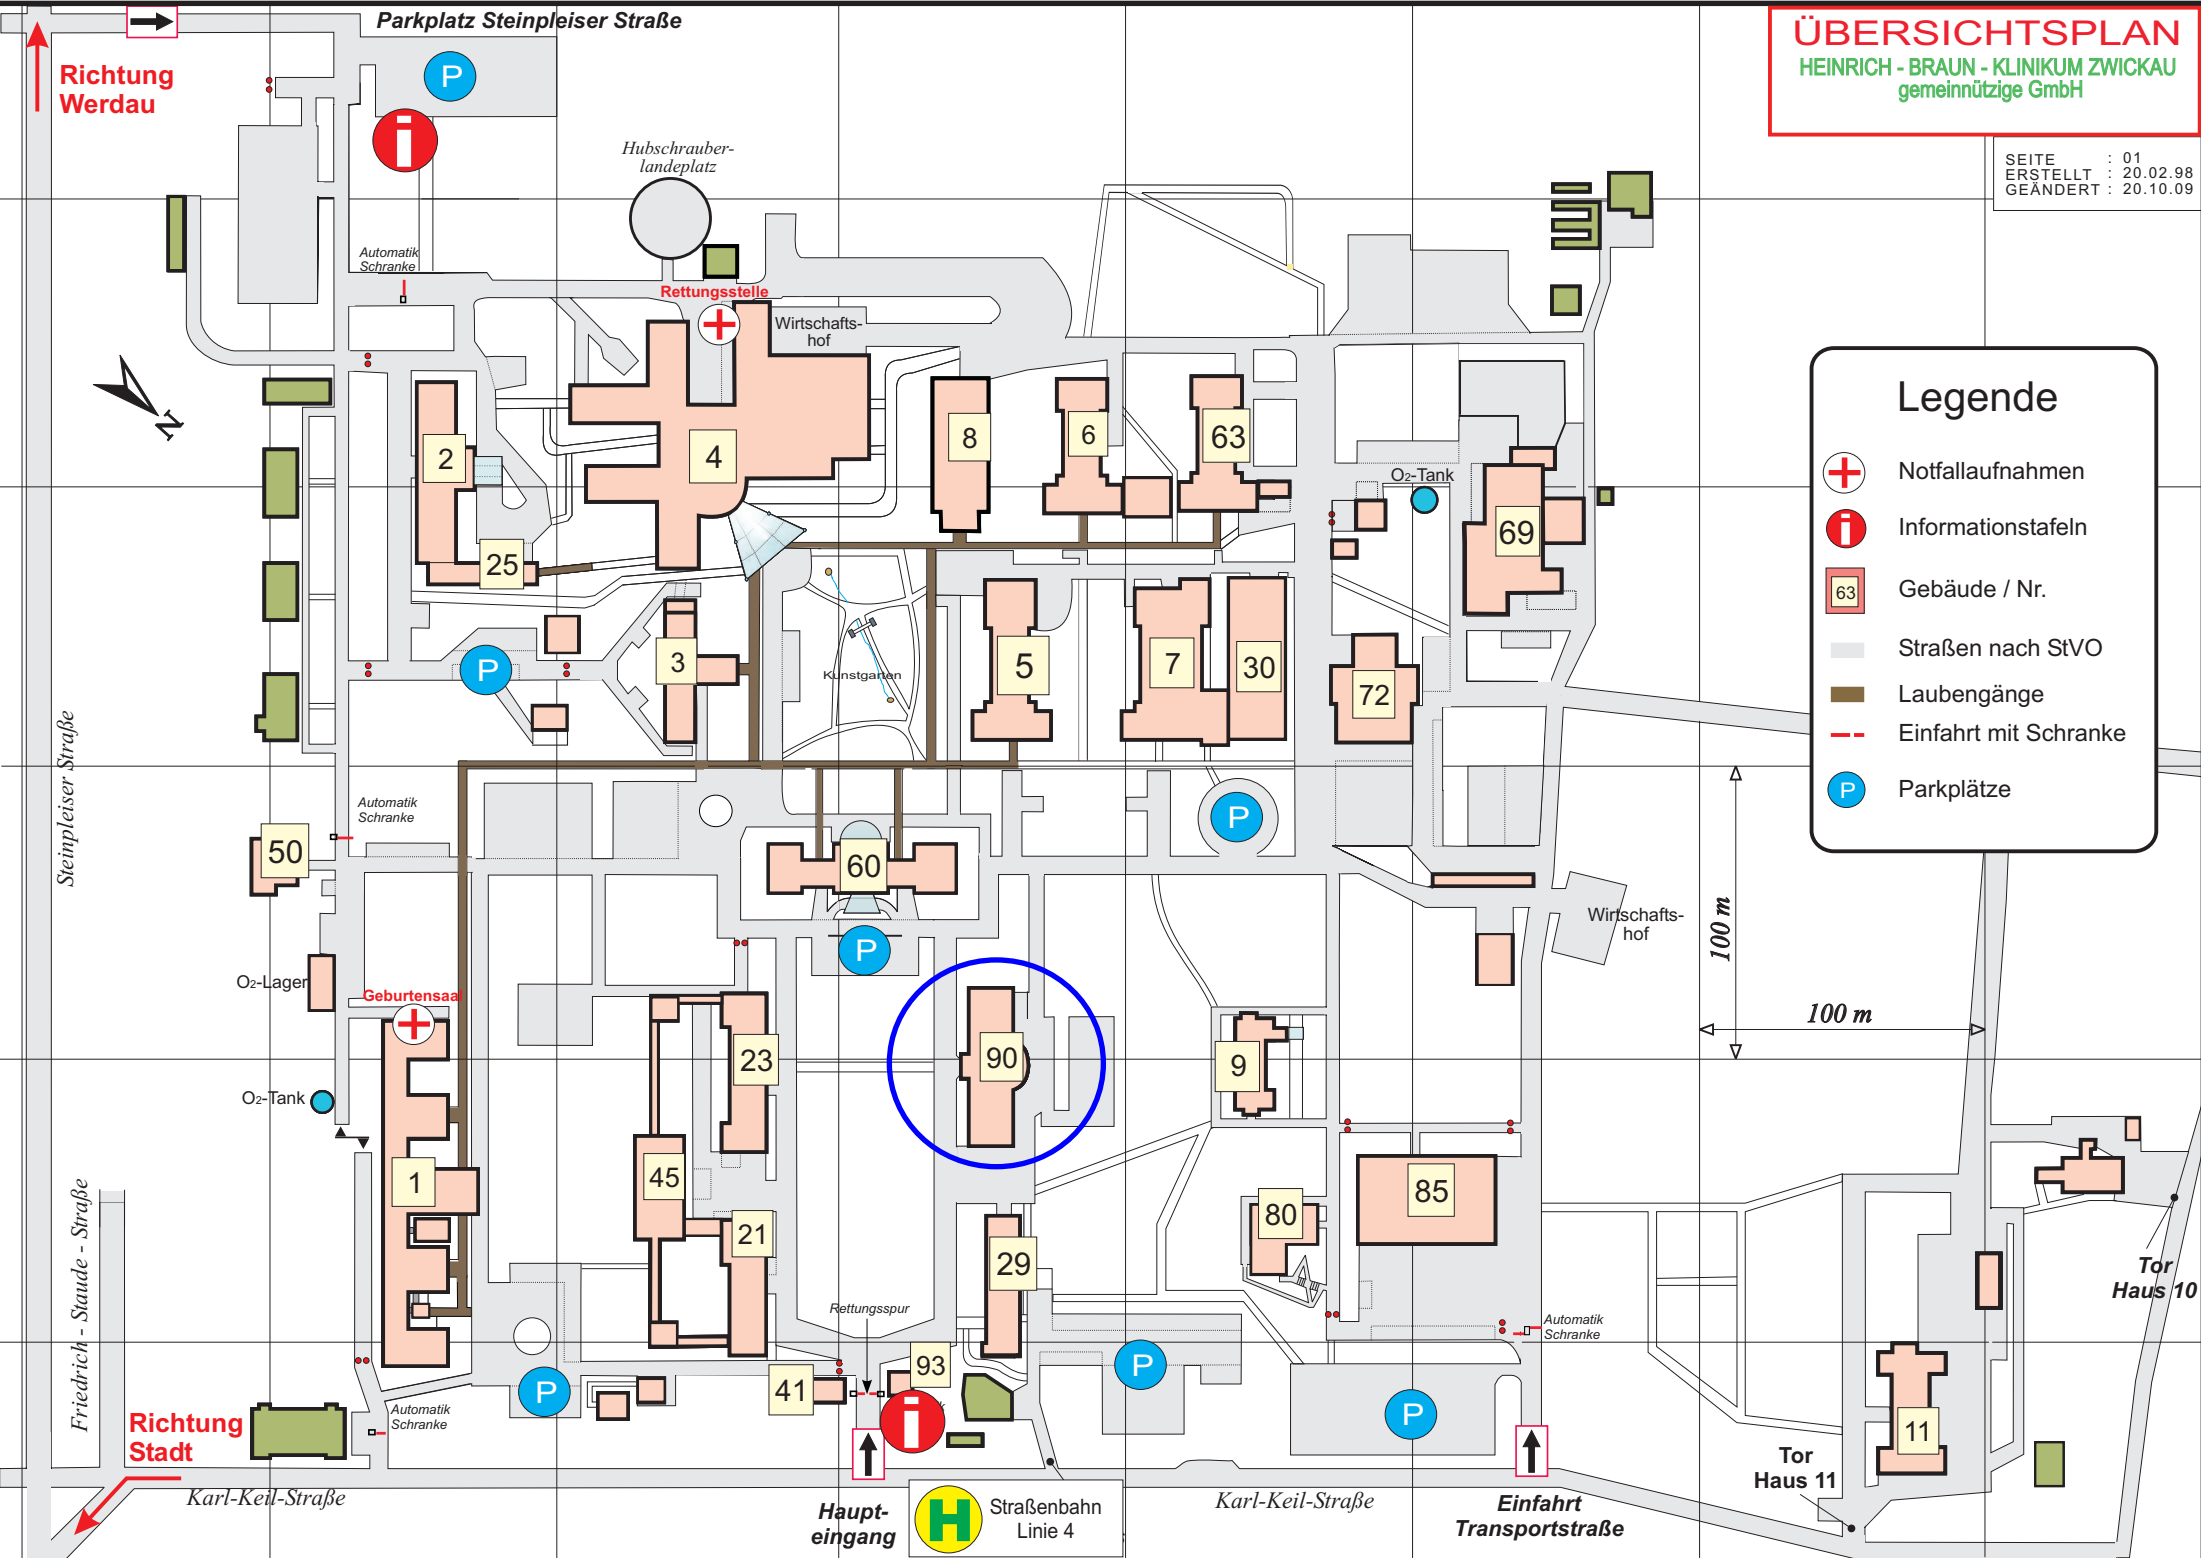 Parkplatz Steinpleiser Straße
ÜBERSICHTSPLAN
HEINRICH - BRAUN - KLINIKUM ZWICKAU
gemeinnützige GmbH
SEITE : 01
ERSTELLT : 20.02.98
GEÄNDERT : 20.10.09
Richtung
Werdau
P
i
Hubschrauber-
landeplatz
Automatik
Schranke
Rettungsstelle
Wirtschafts-
hof
N
2
4
8
6
63
O2-Tank
69
25
3
P
Kunstgarten
5
7
30
72
Legende
Notfallaufnahmen
i
Informationstafeln
63
Gebäude / Nr.
Straßen nach StVO
Laubengänge
Einfahrt mit Schranke
P
Parkplätze
Steinpleiser Straße
Automatik
Schranke
50
60
P
P
Wirtschafts-
hof
100 m
100 m
O2-Lager
Geburtensaal
O2-Tank
23
90
9
1
45
21
29
80
85
Friedrich - Staude - Straße
Rettungsspur
Automatik
Schranke
Tor
Haus 10
93
41
P
P
P
i
11
Automatik
Schranke
Richtung
Stadt
Karl-Keil-Straße
Haupt-
eingang
H
Straßenbahn
Linie 4
Karl-Keil-Straße
Einfahrt
Transportstraße
Tor
Haus 11